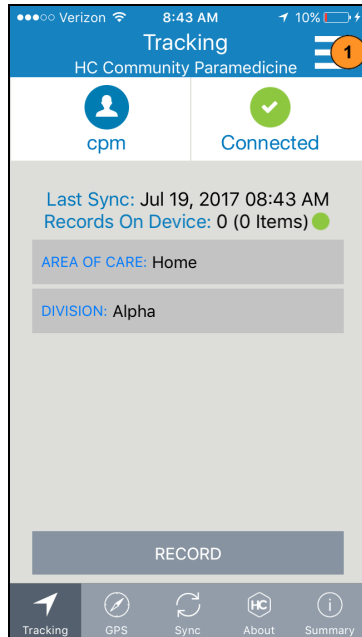 Verizon 8:43 AM 10%
Tracking
HC Community Paramedicine
1
cpm Connected
Last Sync: Jul 19, 2017 08:43 AM
Records On Device: 0 (0 Items)
AREA OF CARE: Home
DIVISION: Alpha
RECORD
HC i
Tracking GPS Sync About Summary